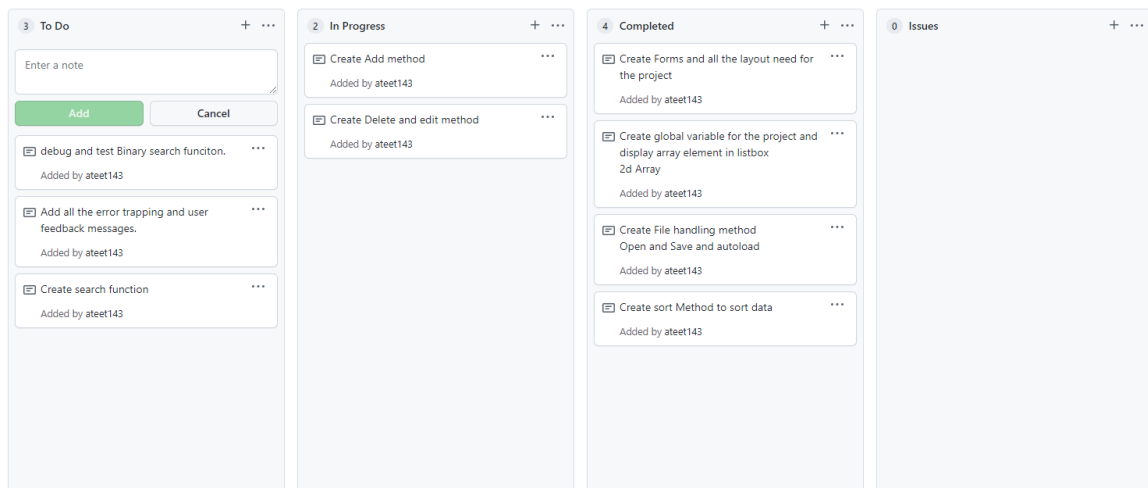 3 To Do
Enter a note
Add Cancel
debug and test Binary search funciton.
Added by ateet143
Add all the error trapping and user
feedback messages.
Added by ateet143
Create search function
Added by ateet143
2 In Progress
Create Add method
Added by ateet143
Create Delete and edit method
Added by ateet143
4 Completed
Create Forms and all the layout need for
the project
Added by ateet143
Create global variable for the project and
display array element in listbox
2d Array
Added by ateet143
Create File handling method
Open and Save and autoload
Added by ateet143
Create sort Method to sort data
Added by ateet143
0 Issues